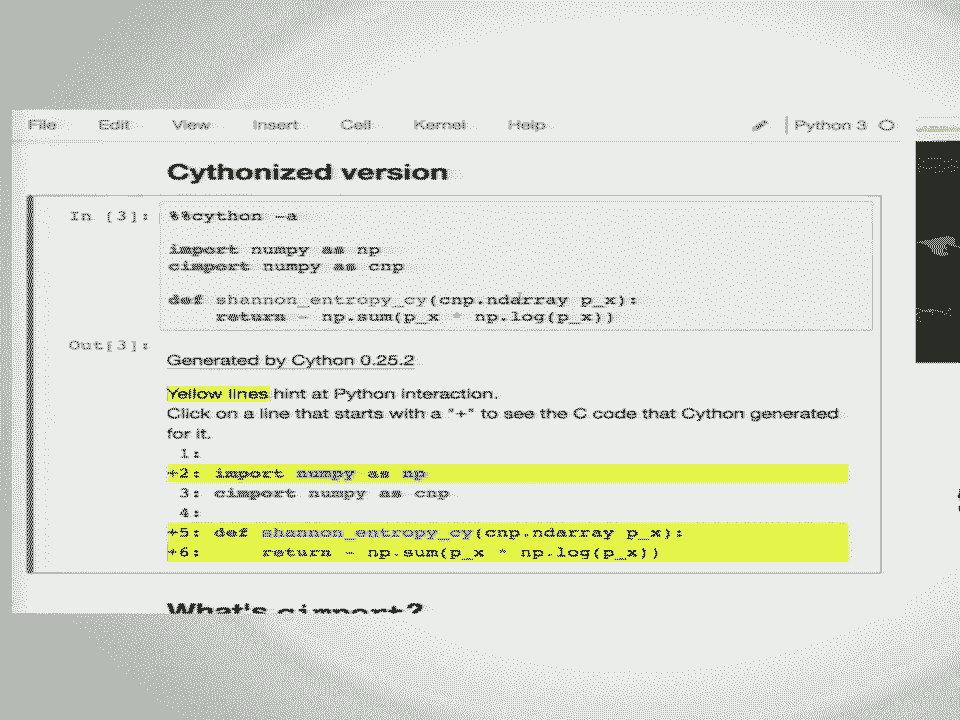 File Edit View Insert Cell Kernel Help Python 3
Cythonized version
In [3]: %%cython -a
import numpy as np
cimport numpy as cnp
def shannon_entropy_cy(cnp.ndarray p_x):
    return - np.sum(p_x * np.log(p_x))
Out[3]:
Generated by Cython 0.25.2
Yellow lines hint at Python interaction.
Click on a line that starts with a "+" to see the C code that Cython generated
for it.
1:
+2: import numpy as np
3: cimport numpy as cnp
4:
+5: def shannon_entropy_cy(cnp.ndarray p_x):
+6:     return - np.sum(p_x * np.log(p_x))
What's cimport?